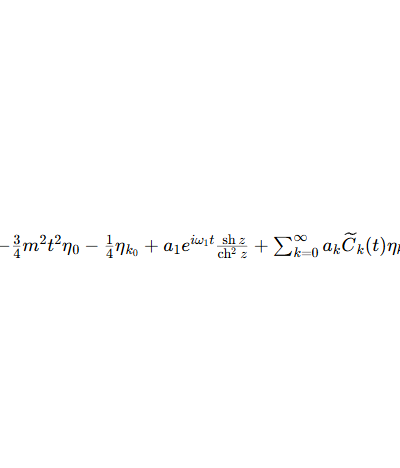 −\frac{3}{4}m^2t^2\eta_0 − \frac{1}{4}\eta_{k_0} + a_1e^{i\omega_1t}\frac{\operatorname{sh} z}{\operatorname{ch}^2 z} + \sum_{k=0}^{\infty} a_k\widetilde{C}_k(t)\eta